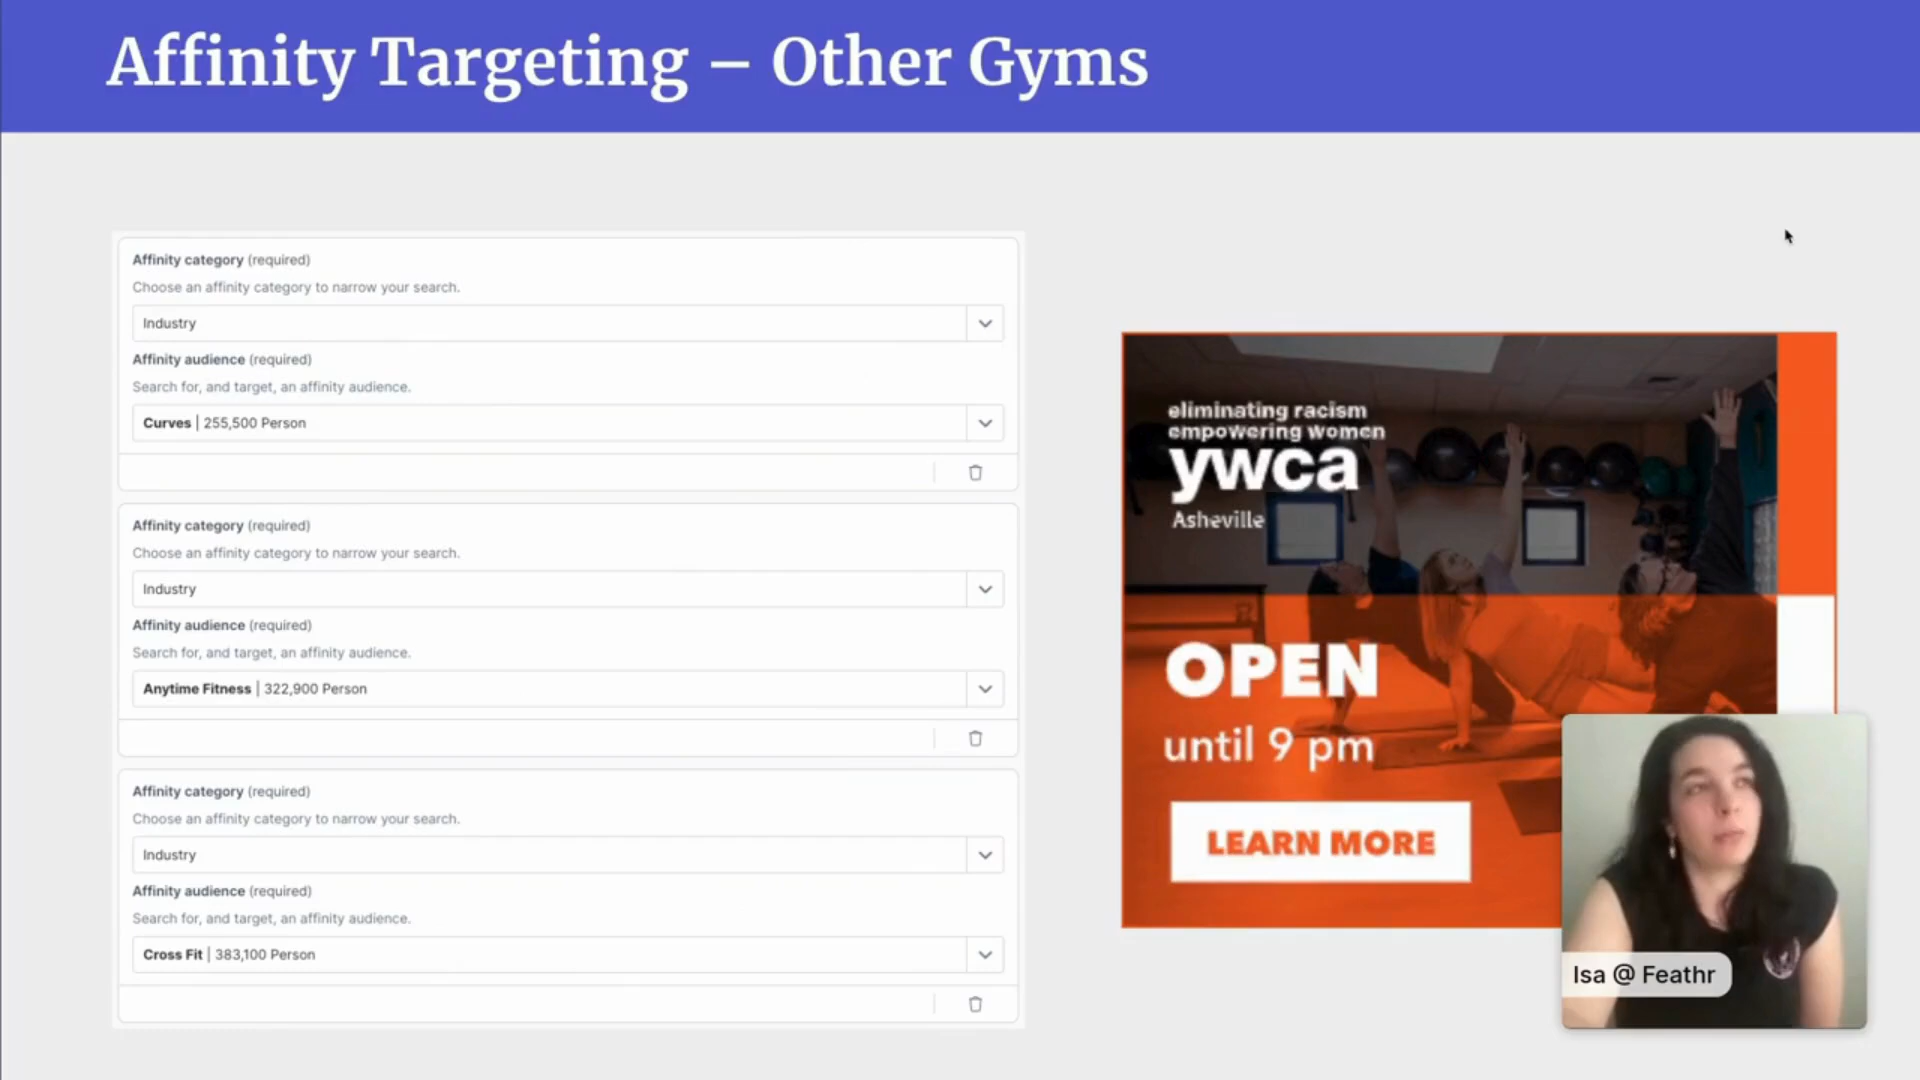 Affinity Targeting – Other Gyms
Affinity category (required)
Choose an affinity category to narrow your search.
Industry
Affinity audience (required)
Search for, and target, an affinity audience.
Curves | 255,500 Person
Affinity category (required)
Choose an affinity category to narrow your search.
Industry
Affinity audience (required)
Search for, and target, an affinity audience.
Anytime Fitness | 322,900 Person
Affinity category (required)
Choose an affinity category to narrow your search.
Industry
Affinity audience (required)
Search for, and target, an affinity audience.
Cross Fit | 383,100 Person
eliminating racism
empowering women
ywca
Asheville
OPEN
until 9 pm
LEARN MORE
Isa @ Feathr